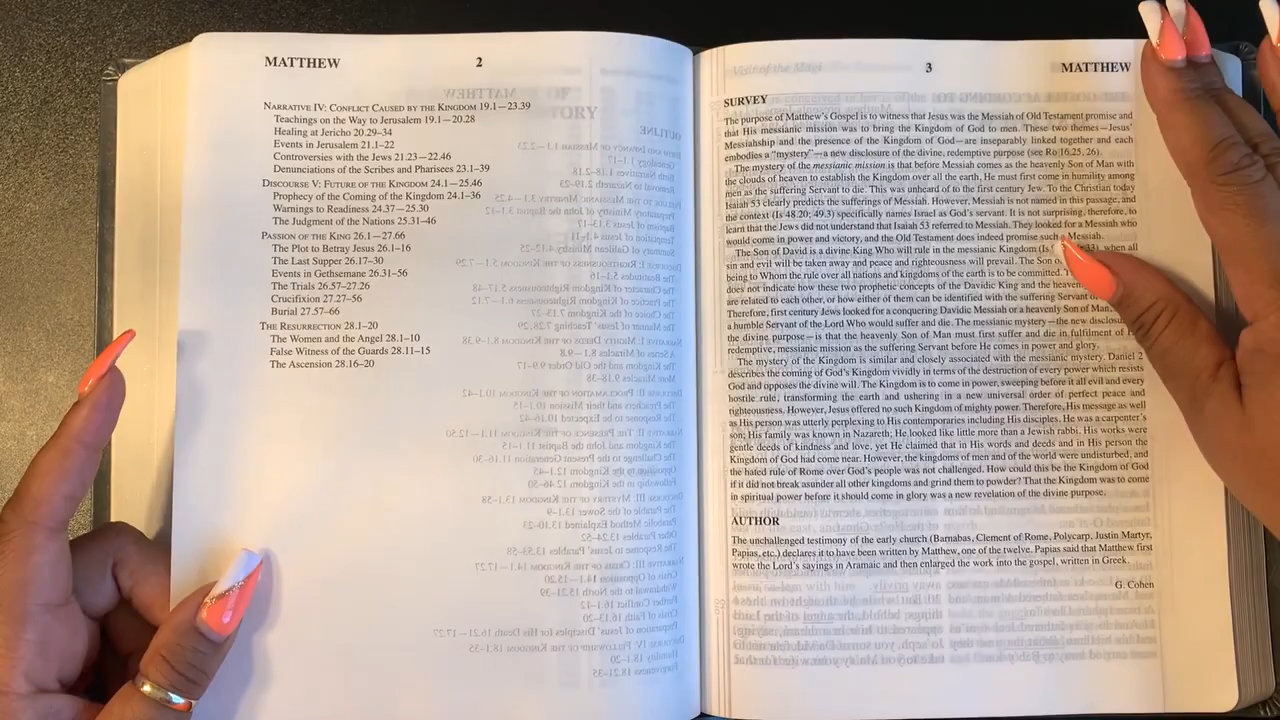 MATTHEW 2
NARRATIVE IV: CONFLICT CAUSED BY THE KINGDOM 19.1—23.39
Teachings on the Way to Jerusalem 19.1—20.28
Healing at Jericho 20.29–34
Events in Jerusalem 21.1–22
Controversies with the Jews 21.23—22.46
Denunciations of the Scribes and Pharisees 23.1–39
DISCOURSE V: FUTURE OF THE KINGDOM 24.1—25.46
Prophecy of the Coming of the Kingdom 24.1–36
Warnings to Readiness 24.37—25.30
The Judgment of the Nations 25.31–46
PASSION OF THE KING 26.1—27.66
The Plot to Betray Jesus 26.1–16
The Last Supper 26.17–30
Events in Gethsemane 26.31–56
The Trials 26.57–27.26
Crucifixion 27.27–56
Burial 27.57–66
THE RESURRECTION 28.1–20
The Women and the Angel 28.1–10
False Witness of the Guards 28.11–15
The Ascension 28.16–20
3 MATTHEW
SURVEY
The purpose of Matthew's Gospel is to witness that Jesus was the Messiah of Old Testament promise and
that His messianic mission was to bring the Kingdom of God to men. These two themes—Jesus'
Messiahship and the presence of the Kingdom of God—are inseparably linked together and each
embodies a "mystery"—a new disclosure of the divine, redemptive purpose (see Ro 16.25, 26).
The mystery of the messianic mission is that before Messiah comes as the heavenly Son of Man with
the clouds of heaven to establish the Kingdom over all the earth, He must first come in humility among
men as the suffering Servant to die. This was unheard of to the first century Jew. To the Christian today
Isaiah 53 clearly predicts the sufferings of Messiah. However, Messiah is not named in this passage, and
the context (Is 48.20; 49.3) specifically names Israel as God's servant. It is not surprising, therefore, to
learn that the Jews did not understand that Isaiah 53 referred to Messiah. They looked for a Messiah who
would come in power and victory, and the Old Testament does indeed promise such a Messiah.
The Son of David is a divine King Who will rule in the messianic Kingdom (Is when all
sin and evil will be taken away and peace and righteousness will prevail. The Son of
being to Whom the rule over all nations and kingdoms of the earth is to be committed.
does not indicate how these two prophetic concepts of the Davidic King and the heavenly
are related to each other, or how either of them can be identified with the suffering Servant
Therefore, first century Jews looked for a conquering Davidic Messiah or a heavenly Son of Man,
a humble Servant of the Lord Who would suffer and die. The messianic mystery—the new disclosure
the divine purpose—is that the heavenly Son of Man must first suffer and die in fulfilment of
redemptive, messianic mission as the suffering Servant before He comes in power and glory.
The mystery of the Kingdom is similar and closely associated with the messianic mystery. Daniel 2
describes the coming of God's Kingdom vividly in terms of the destruction of every power which resists
God and opposes the divine will. The Kingdom is to come in power, sweeping before it all evil and every
hostile rule, transforming the earth and ushering in a new universal order of perfect peace and
righteousness. However, Jesus offered no such Kingdom of mighty power. Therefore, His message as well
as His person was utterly perplexing to His contemporaries including His disciples. He was a carpenter's
son; His family was known in Nazareth; He looked like little more than a Jewish rabbi. His works were
gentle deeds of kindness and love, yet He claimed that in His words and deeds and in His person the
Kingdom of God had come near. However, the kingdoms of men and of the world were undisturbed, and
the hated rule of Rome over God's people was not challenged. How could this be the Kingdom of God
if it did not break asunder all other kingdoms and grind them to powder? That the Kingdom was to come
in spiritual power before it should come in glory was a new revelation of the divine purpose.
AUTHOR
The unchallenged testimony of the early church (Barnabas, Clement of Rome, Polycarp, Justin Martyr,
Papias, etc.) declares it to have been written by Matthew, one of the twelve. Papias said that Matthew first
wrote the Lord's sayings in Aramaic and then enlarged the work into the gospel, written in Greek.
G. Cohen